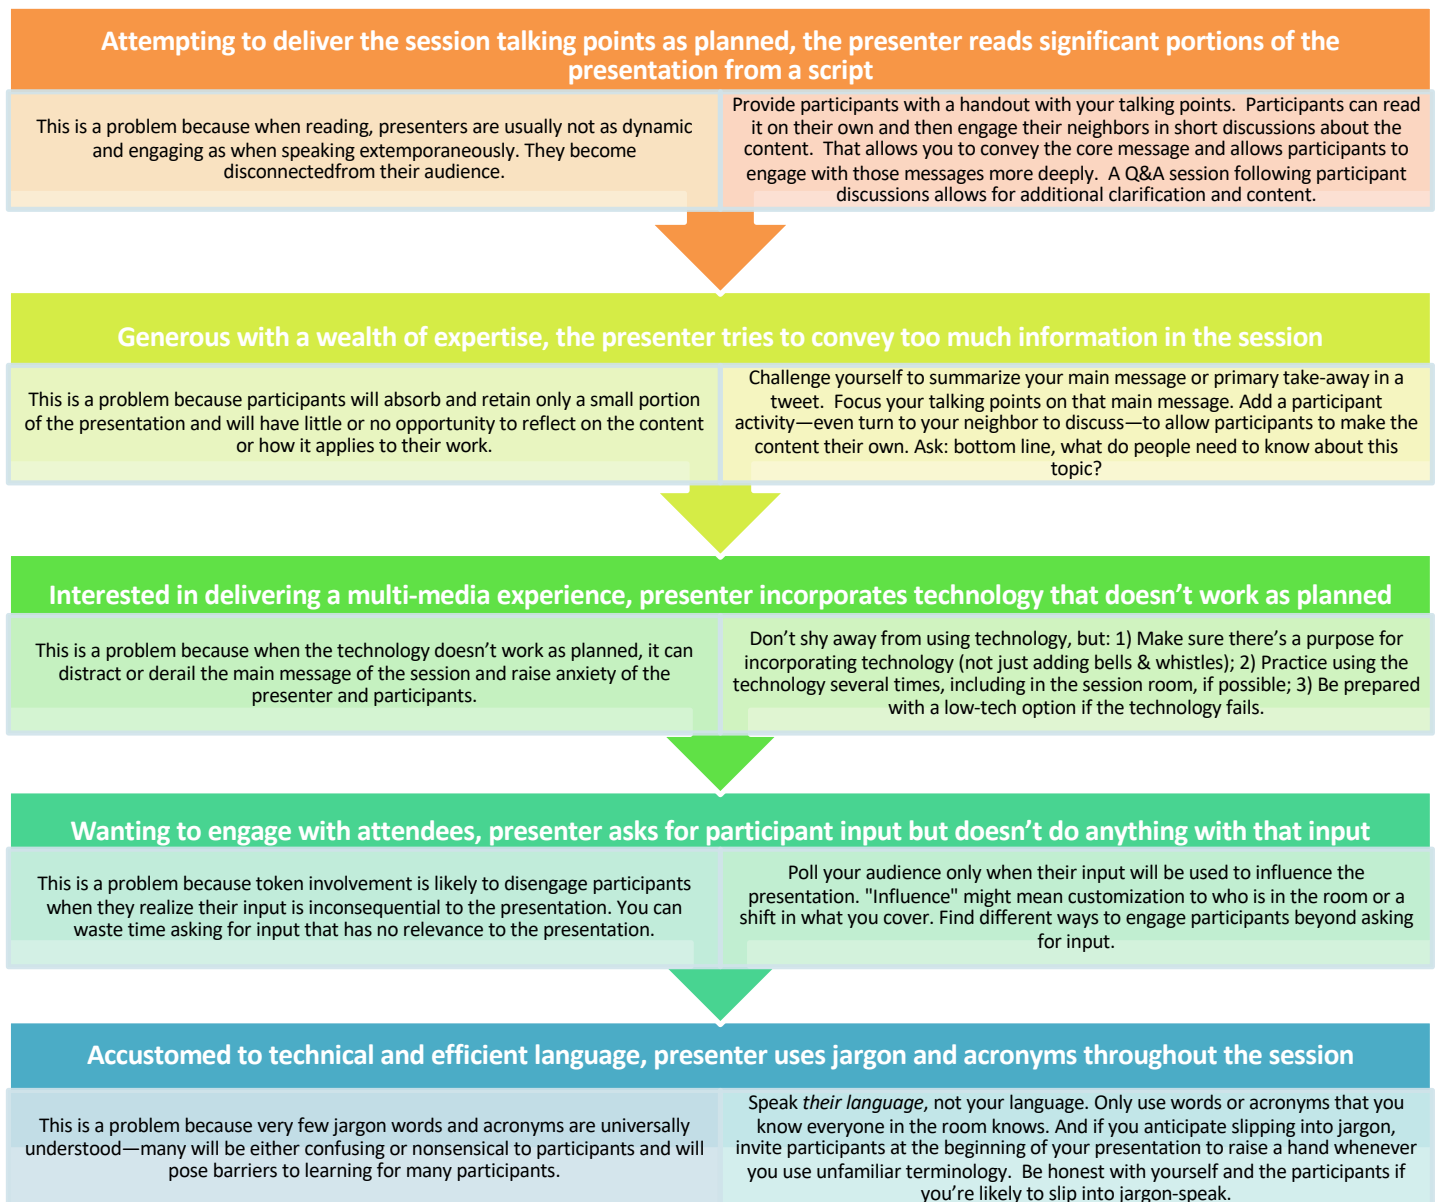 Attempting to deliver the session talking points as planned, the presenter reads significant portions of the
presentation from a script
This is a problem because when reading, presenters are usually not as dynamic
and engaging as when speaking extemporaneously. They become
disconnectedfrom their audience.
Provide participants with a handout with your talking points.  Participants can read
it on their own and then engage their neighbors in short discussions about the
content.  That allows you to convey the core message and allows participants to
engage with those messages more deeply.  A Q&A session following participant
discussions allows for additional clarification and content.
Generous with a wealth of expertise, the presenter tries to convey too much information in the session
This is a problem because participants will absorb and retain only a small portion
of the presentation and will have little or no opportunity to reflect on the content
or how it applies to their work.
Challenge yourself to summarize your main message or primary take-away in a
tweet.  Focus your talking points on that main message. Add a participant
activity—even turn to your neighbor to discuss—to allow participants to make the
content their own. Ask: bottom line, what do people need to know about this
topic?
Interested in delivering a multi-media experience, presenter incorporates technology that doesn’t work as planned
This is a problem because when the technology doesn’t work as planned, it can
distract or derail the main message of the session and raise anxiety of the
presenter and participants.
Don’t shy away from using technology, but: 1) Make sure there’s a purpose for
incorporating technology (not just adding bells & whistles); 2) Practice using the
technology several times, including in the session room, if possible; 3) Be prepared
with a low-tech option if the technology fails.
Wanting to engage with attendees, presenter asks for participant input but doesn’t do anything with that input
This is a problem because token involvement is likely to disengage participants
when they realize their input is inconsequential to the presentation. You can
waste time asking for input that has no relevance to the presentation.
Poll your audience only when their input will be used to influence the
presentation. "Influence" might mean customization to who is in the room or a
shift in what you cover. Find different ways to engage participants beyond asking
for input.
Accustomed to technical and efficient language, presenter uses jargon and acronyms throughout the session
This is a problem because very few jargon words and acronyms are universally
understood—many will be either confusing or nonsensical to participants and will
pose barriers to learning for many participants.
Speak their language, not your language. Only use words or acronyms that you
know everyone in the room knows. And if you anticipate slipping into jargon,
invite participants at the beginning of your presentation to raise a hand whenever
you use unfamiliar terminology.  Be honest with yourself and the participants if
you’re likely to slip into jargon-speak.